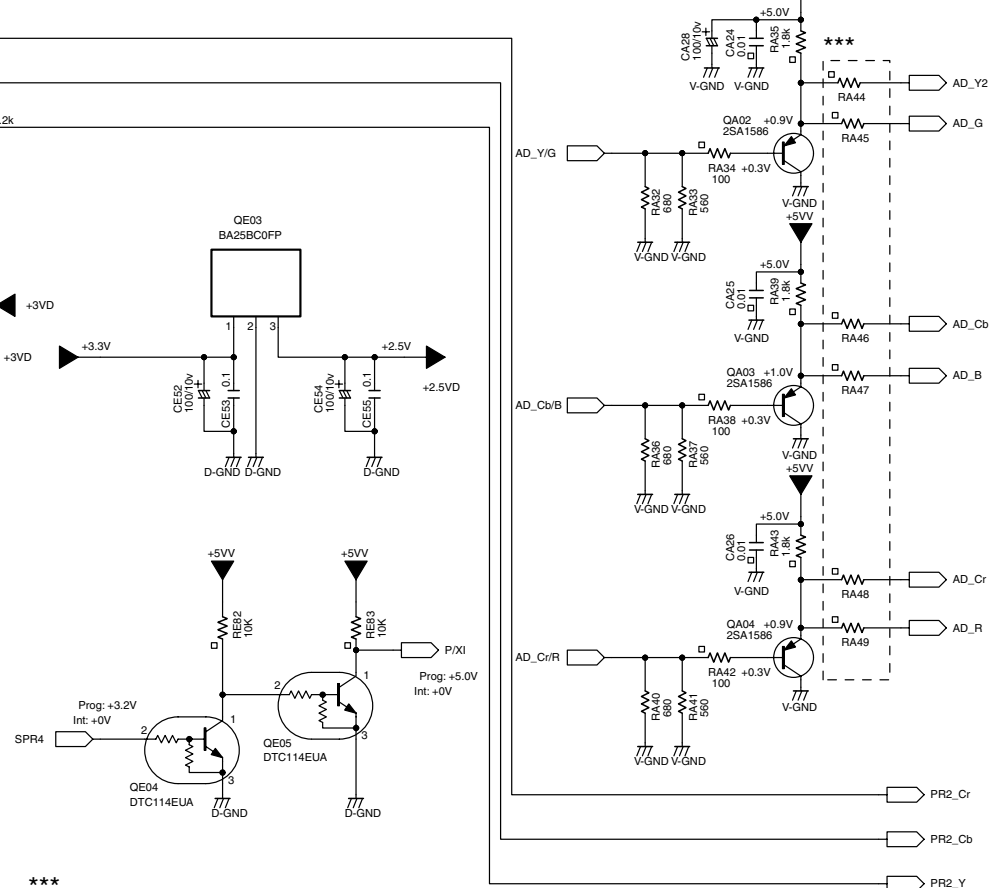 +5.0V
CA28
100/10v
+
CA24
0.01
RA35
1.8k
***
V-GND
V-GND
RA44
AD_Y2
.2k
QA02 +0.9V
2SA1586
RA45
AD_G
AD_Y/G
RA34 +0.3V
100
RA32
680
RA33
560
V-GND
+5VV
V-GND V-GND
QE03
BA25BC0FP
+5.0V
CA25
0.01
RA39
1.8k
+3VD
1 2 3
V-GND
RA46
AD_Cb
+3VD
+3.3V
+2.5V
+2.5VD
QA03 +1.0V
2SA1586
RA47
AD_B
CE52
100/10v
+
CE53
0.1
CE54
100/10v
+
CE55
0.1
AD_Cb/B
RA38 +0.3V
100
RA36
680
RA37
560
V-GND
+5VV
D-GND D-GND
D-GND
V-GND V-GND
+5.0V
CA26
0.01
RA43
1.8k
+5VV
+5VV
V-GND
RA48
AD_Cr
RE82
10K
RE83
10K
QA04 +0.9V
2SA1586
RA49
AD_R
P/XI
AD_Cr/R
RA42 +0.3V
100
Prog: +5.0V
Int: +0V
2
1
3
RA40
680
RA41
560
V-GND
Prog: +3.2V
Int: +0V
SPR4
2
1
3
QE05
DTC114EUA
V-GND V-GND
QE04
DTC114EUA
D-GND
D-GND
PR2_Cr
PR2_Cb
***
PR2_Y